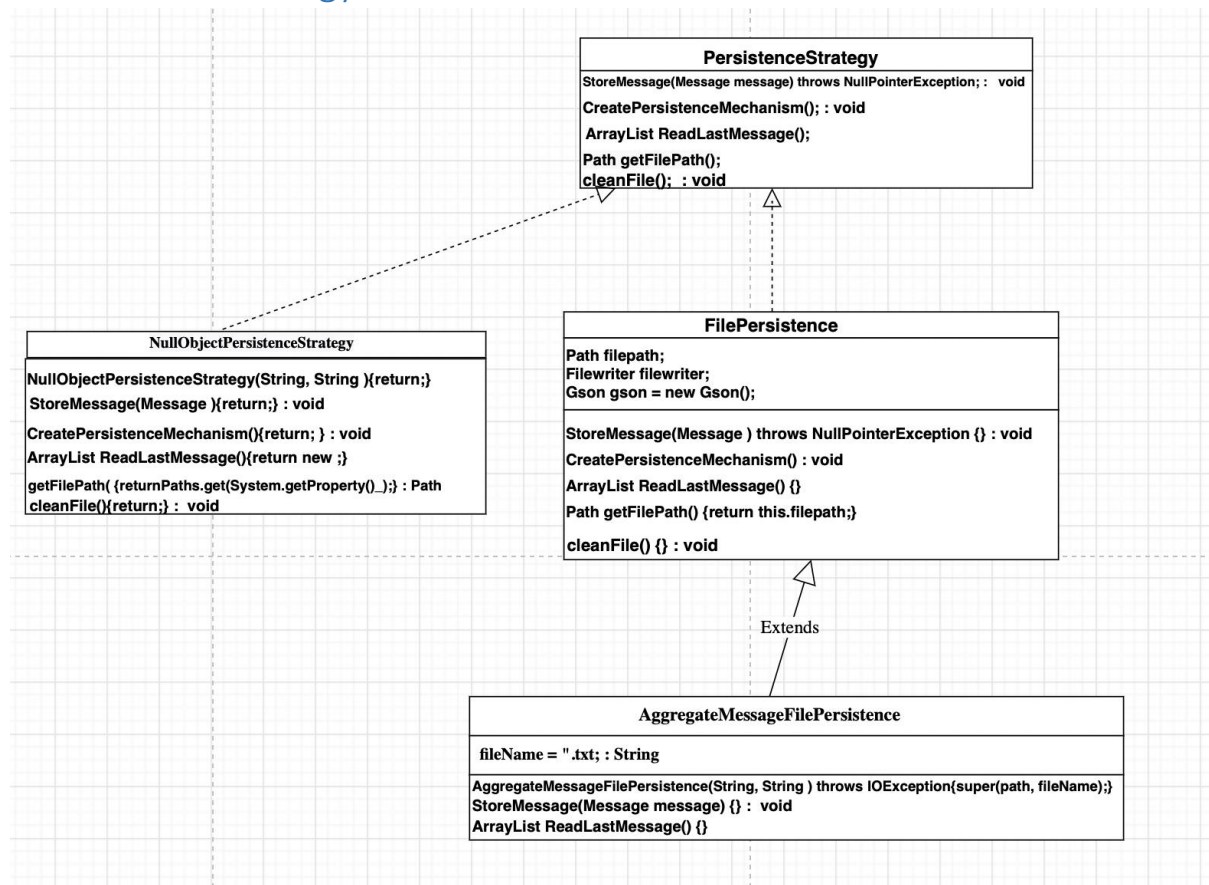 PersistenceStrategy
StoreMessage(Message message) throws NullPointerException; : void
CreatePersistenceMechanism(); : void
ArrayList ReadLastMessage();
Path getFilePath();
cleanFile(); : void
NullObjectPersistenceStrategy
NullObjectPersistenceStrategy(String, String ){return;}
StoreMessage(Message ){return;} : void
CreatePersistenceMechanism(){return; } : void
ArrayList ReadLastMessage(){return new ;}
getFilePath( {returnPaths.get(System.getProperty()_);} : Path
cleanFile(){return;} : void
FilePersistence
Path filepath;
Filewriter filewriter;
Gson gson = new Gson();
StoreMessage(Message ) throws NullPointerException {} : void
CreatePersistenceMechanism() : void
ArrayList ReadLastMessage() {}
Path getFilePath() {return this.filepath;}
cleanFile() {} : void
Extends
AggregateMessageFilePersistence
fileName = ".txt; : String
AggregateMessageFilePersistence(String, String ) throws IOException{super(path, fileName);}
StoreMessage(Message message) {} : void
ArrayList ReadLastMessage() {}